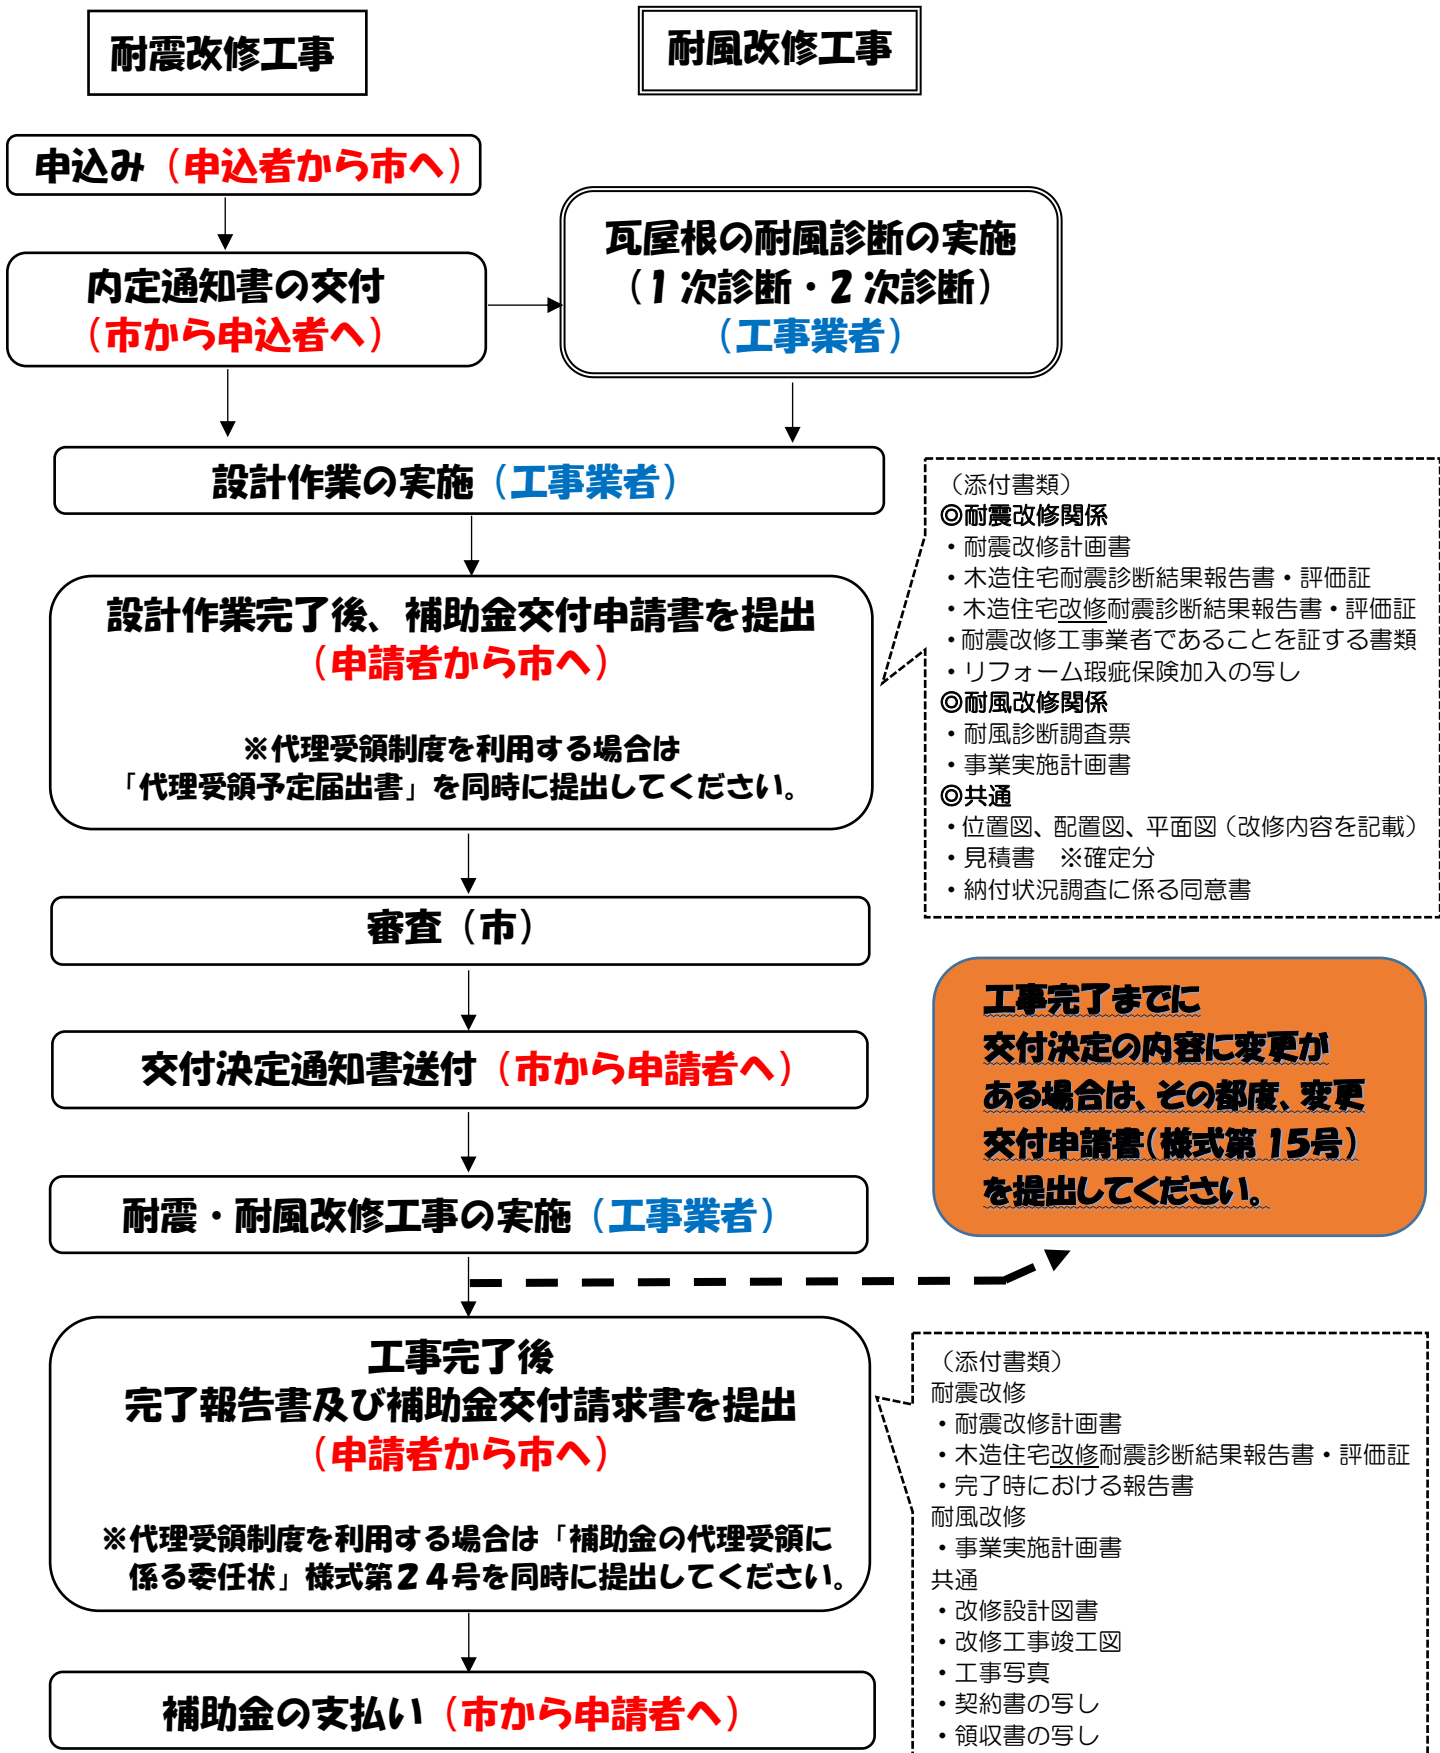 耐震改修工事
耐風改修工事
申込み（申込者から市へ）
内定通知書の交付
（市から申込者へ）
瓦屋根の耐風診断の実施
（1次診断・2次診断）
（工事業者）
設計作業の実施（工事業者）
設計作業完了後、補助金交付申請書を提出
（申請者から市へ）
※代理受領制度を利用する場合は
「代理受領予定届出書」を同時に提出してください。
（添付書類）
◎耐震改修関係
・耐震改修計画書
・木造住宅耐震診断結果報告書・評価証
・木造住宅改修耐震診断結果報告書・評価証
・耐震改修工事業者であることを証する書類
・リフォーム瑕疵保険加入の写し
◎耐風改修関係
・耐風診断調査票
・事業実施計画書
◎共通
・位置図、配置図、平面図（改修内容を記載）
・見積書　※確定分
・納付状況調査に係る同意書
審査（市）
交付決定通知書送付（市から申請者へ）
耐震・耐風改修工事の実施（工事業者）
工事完了までに
交付決定の内容に変更が
ある場合は、その都度、変更
交付申請書（様式第15号）
を提出してください。
工事完了後
完了報告書及び補助金交付請求書を提出
（申請者から市へ）
※代理受領制度を利用する場合は「補助金の代理受領に
係る委任状」様式第２４号を同時に提出してください。
（添付書類）
耐震改修
・耐震改修計画書
・木造住宅改修耐震診断結果報告書・評価証
・完了時における報告書
耐風改修
・事業実施計画書
共通
・改修設計図書
・改修工事竣工図
・工事写真
・契約書の写し
・領収書の写し
補助金の支払い（市から申請者へ）